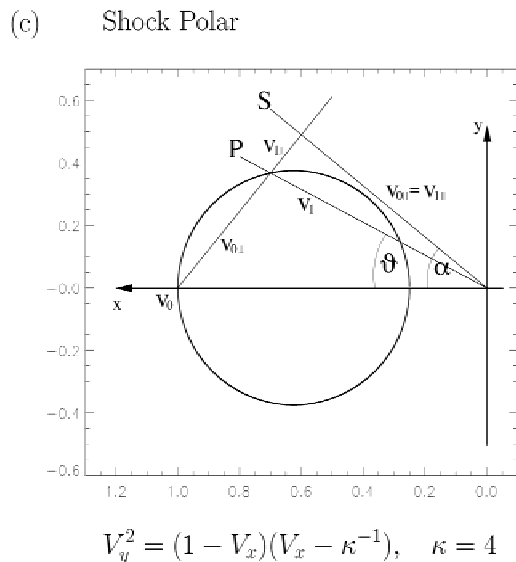 (c) Shock Polar
0.6
S
y
P
V₁⊥
0.4
V₀∥=V₁∥
0.2
V₁
V₀⊥
ϑ
α
−0.0
x
V₀
−0.2
−0.4
−0.6
1.2 1.0 0.8 0.6 0.4 0.2 0.0
V_y^2 = (1 − V_x)(V_x − κ^{-1}), κ = 4